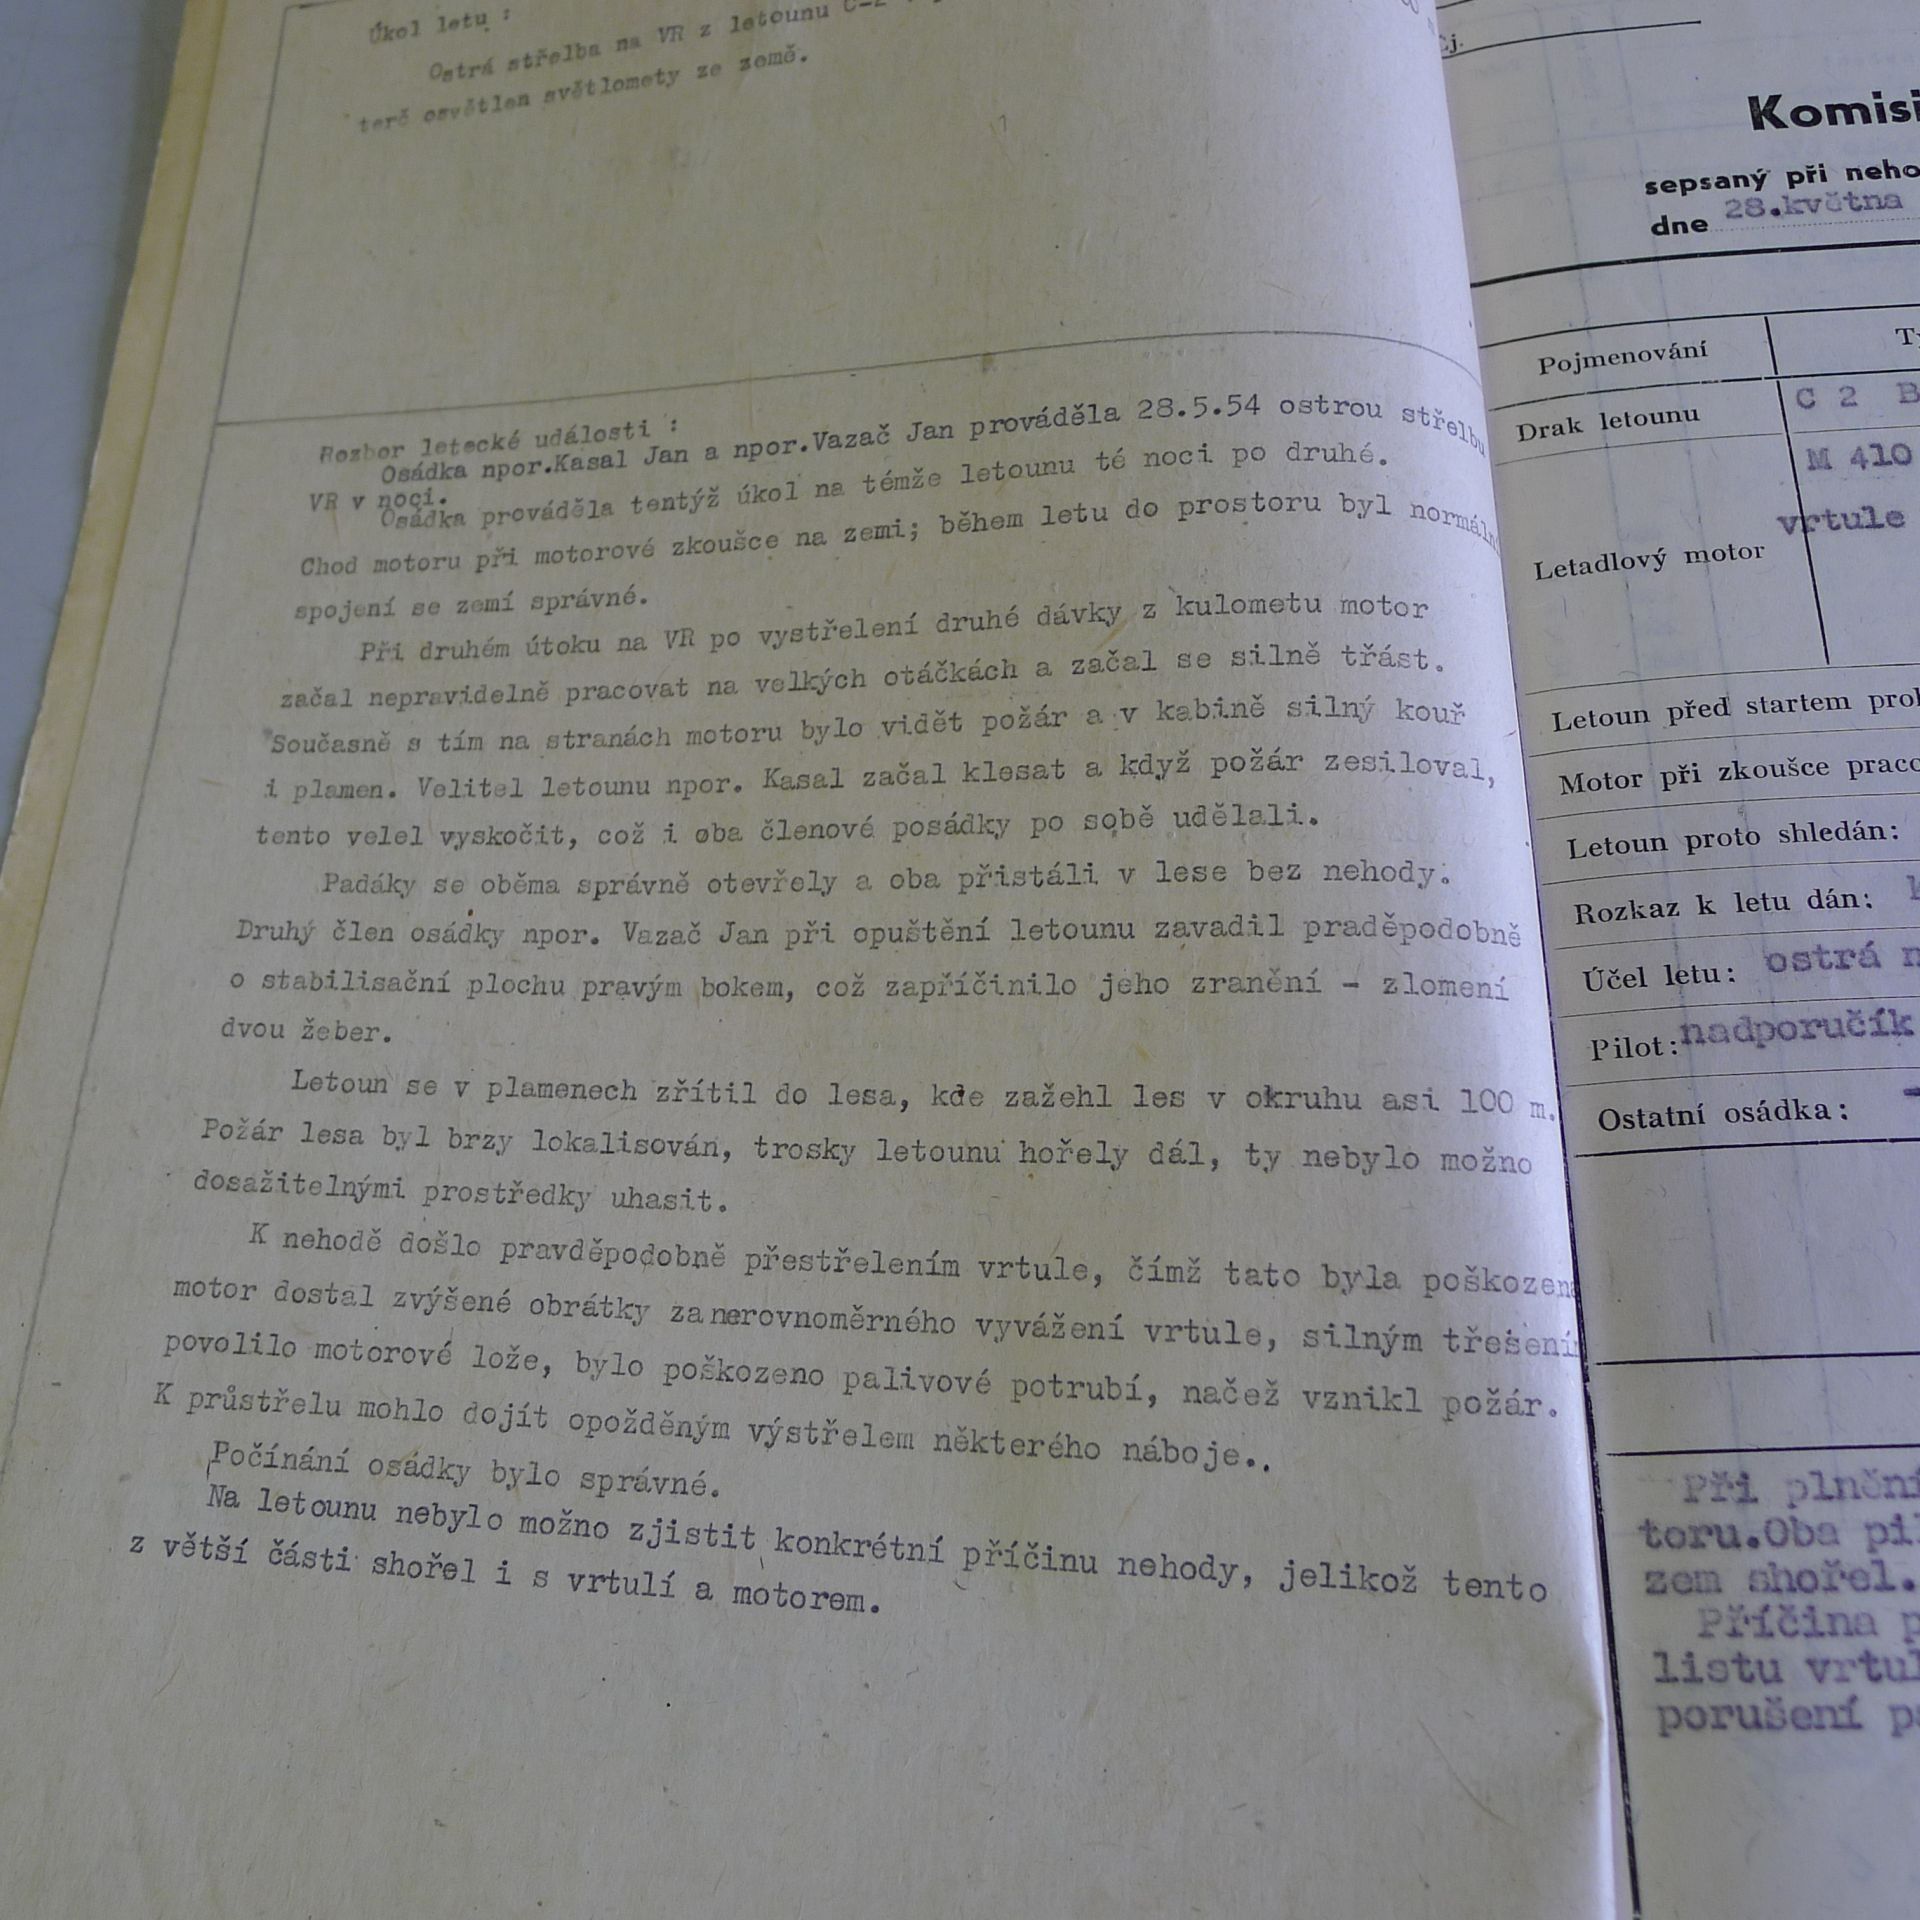 Úkol letu :
Ostrá střelba na VR z letounu C-2
terč osvětlen světlomety ze země.
Rozbor letecké události :
Osádka npor.Kasal Jan a npor.Vazač Jan prováděla 28.5.54 ostrou střelbu
VR v noci.
Osádka prováděla tentýž úkol na témže letounu té noci po druhé.
Chod motoru při motorové zkoušce na zemi; během letu do prostoru byl normální
spojení se zemí správné.
Při druhém útoku na VR po vystřelení druhé dávky z kulometu motor
začal nepravidelně pracovat na velkých otáčkách a začal se silně třást.
Současně s tím na stranách motoru bylo vidět požár a v kabině silný kouř
i plamen. Velitel letounu npor. Kasal začal klesat a když požár zesiloval,
tento velel vyskočit, což i oba členové posádky po sobě udělali.
Padáky se oběma správně otevřely a oba přistáli v lese bez nehody.
Druhý člen osádky npor. Vazač Jan při opuštění letounu zavadil praděpodobně
o stabilisační plochu pravým bokem, což zapříčinilo jeho zranění - zlomení
dvou žeber.
Letoun se v plamenech zřítil do lesa, kde zažehl les v okruhu asi 100 m.
Požár lesa byl brzy lokalisován, trosky letounu hořely dál, ty nebylo možno
dosažitelnými prostředky uhasit.
K nehodě došlo pravděpodobně přestřelením vrtule, čímž tato byla poškozena
motor dostal zvýšené obrátky za nerovnoměrného vyvážení vrtule, silným třešením
povolilo motorové lože, bylo poškozeno palivové potrubí, načež vznikl požár.
K průstřelu mohlo dojít opožděným výstřelem některého náboje..
Počínání osádky bylo správné.
Na letounu nebylo možno zjistit konkrétní příčinu nehody, jelikož tento
z větší části shořel i s vrtulí a motorem.
Čj.
Komisi
sepsaný při neho
dne 28.května
Pojmenování Ty
Drak letounu C 2 B
M 410
vrtule
Letadlový motor
Letoun před startem proh
Motor při zkoušce praco
Letoun proto shledán:
Rozkaz k letu dán:
Účel letu: ostrá n
Pilot: nadporučík
Ostatní osádka: -
Při plnění
toru.Oba pil
zem shořel.
Příčina p
listu vrtul
porušení pa